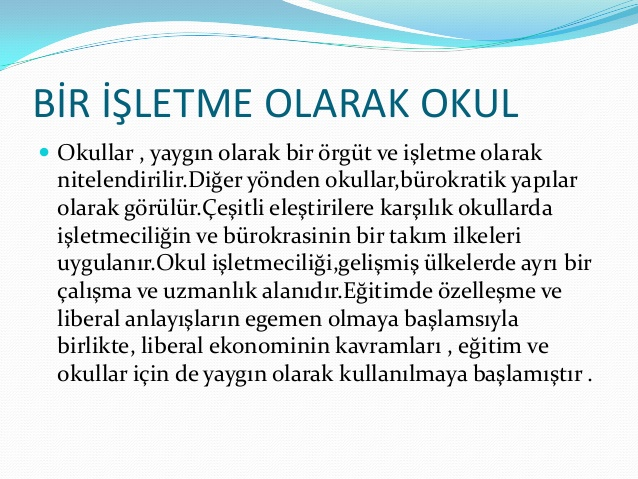 BİR İŞLETME OLARAK OKUL
Okullar , yaygın olarak bir örgüt ve işletme olarak
nitelendirilir.Diğer yönden okullar,bürokratik yapılar
olarak görülür.Çeşitli eleştirilere karşılık okullarda
işletmeciliğin ve bürokrasinin bir takım ilkeleri
uygulanır.Okul işletmeciliği,gelişmiş ülkelerde ayrı bir
çalışma ve uzmanlık alanıdır.Eğitimde özelleşme ve
liberal anlayışların egemen olmaya başlamsıyla
birlikte, liberal ekonominin kavramları , eğitim ve
okullar için de yaygın olarak kullanılmaya başlamıştır .